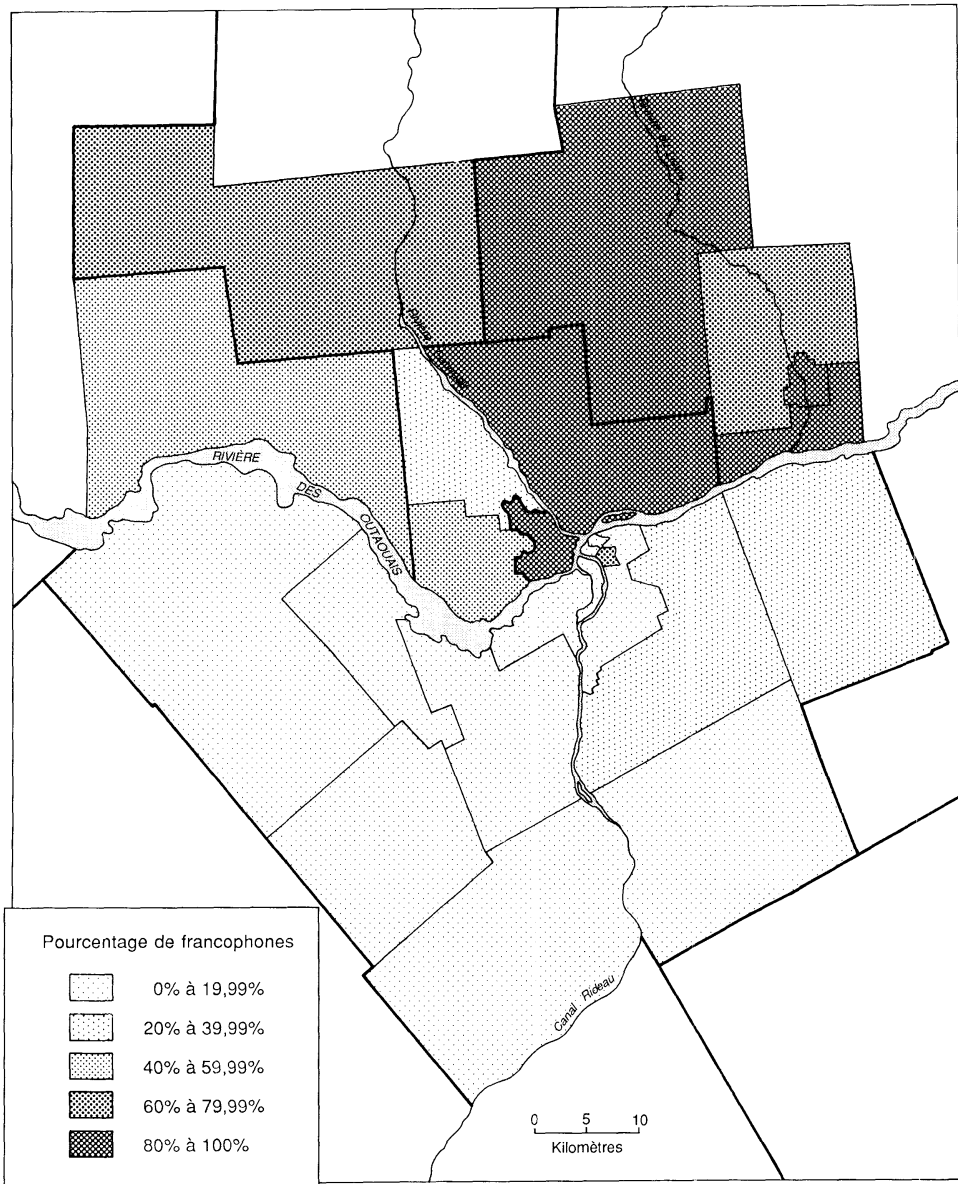 Rivière
RIVIÈRE
DES
OUTAOUAIS
Canal Rideau
Pourcentage de francophones
0% à 19,99%
20% à 39,99%
40% à 59,99%
60% à 79,99%
80% à 100%
0 5 10
Kilomètres